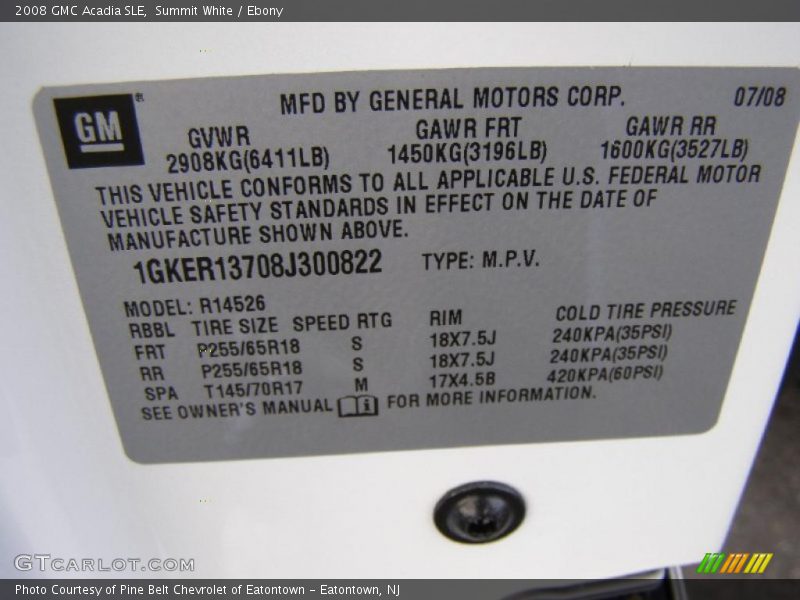 2008 GMC Acadia SLE, Summit White / Ebony
GM®
MFD BY GENERAL MOTORS CORP. 07/08
GVWR GAWR FRT GAWR RR
2908KG(6411LB) 1450KG(3196LB) 1600KG(3527LB)
THIS VEHICLE CONFORMS TO ALL APPLICABLE U.S. FEDERAL MOTOR
VEHICLE SAFETY STANDARDS IN EFFECT ON THE DATE OF
MANUFACTURE SHOWN ABOVE.
1GKER13708J300822 TYPE: M.P.V.
MODEL: R14526
RBBL TIRE SIZE SPEED RTG RIM COLD TIRE PRESSURE
FRT P255/65R18 S 18X7.5J 240KPA(35PSI)
RR P255/65R18 S 18X7.5J 240KPA(35PSI)
SPA T145/70R17 M 17X4.5B 420KPA(60PSI)
SEE OWNER'S MANUAL FOR MORE INFORMATION.
GTCARLOT.COM
Photo Courtesy of Pine Belt Chevrolet of Eatontown – Eatontown, NJ